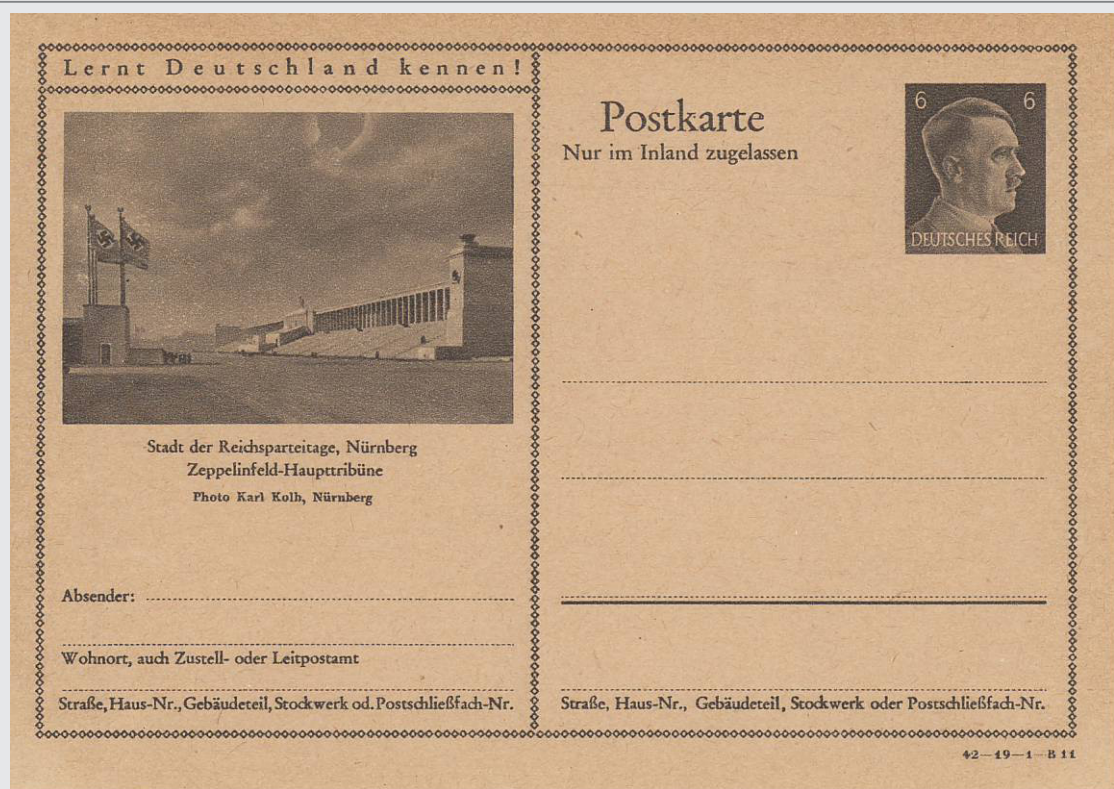 Lernt Deutschland kennen!
Stadt der Reichsparteitage, Nürnberg
Zeppelinfeld-Haupttribüne
Photo Karl Kolb, Nürnberg
Absender:
Wohnort, auch Zustell- oder Leitpostamt
Straße, Haus-Nr., Gebäudeteil, Stockwerk od. Postschließfach-Nr.
Postkarte
Nur im Inland zugelassen
6 6
DEUTSCHES REICH
Straße, Haus-Nr., Gebäudeteil, Stockwerk oder Postschließfach-Nr.
42—19—1—B 11